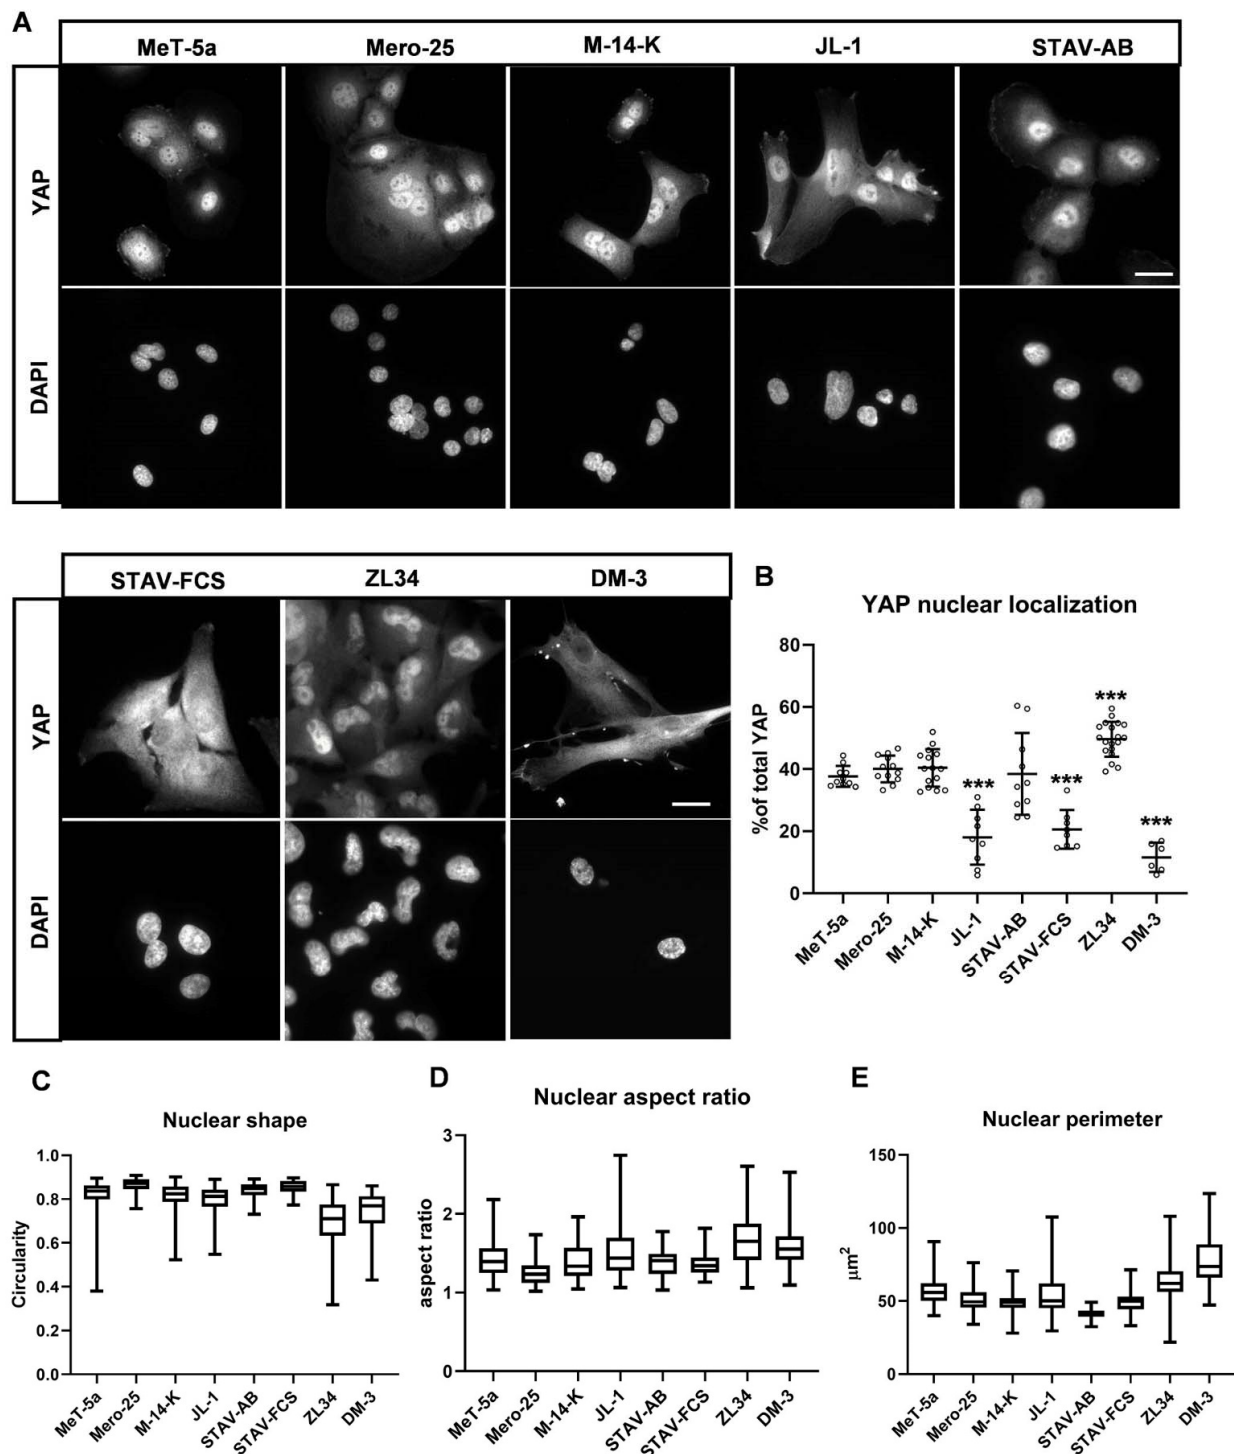 A
MeT-5a Mero-25 M-14-K JL-1 STAV-AB
YAP
DAPI
STAV-FCS ZL34 DM-3
YAP
DAPI
B
YAP nuclear localization
%of total YAP
80
60
40
20
0
*** *** *** ***
MeT-5a Mero-25 M-14-K JL-1 STAV-AB STAV-FCS ZL34 DM-3
C
Nuclear shape
Circularity
1.0
0.8
0.6
0.4
0.2
0.0
MeT-5a Mero-25 M-14-K JL-1 STAV-AB STAV-FCS ZL34 DM-3
D
Nuclear aspect ratio
aspect ratio
3
2
1
0
MeT-5a Mero-25 M-14-K JL-1 STAV-AB STAV-FCS ZL34 DM-3
E
Nuclear perimeter
μm²
150
100
50
0
MeT-5a Mero-25 M-14-K JL-1 STAV-AB STAV-FCS ZL34 DM-3